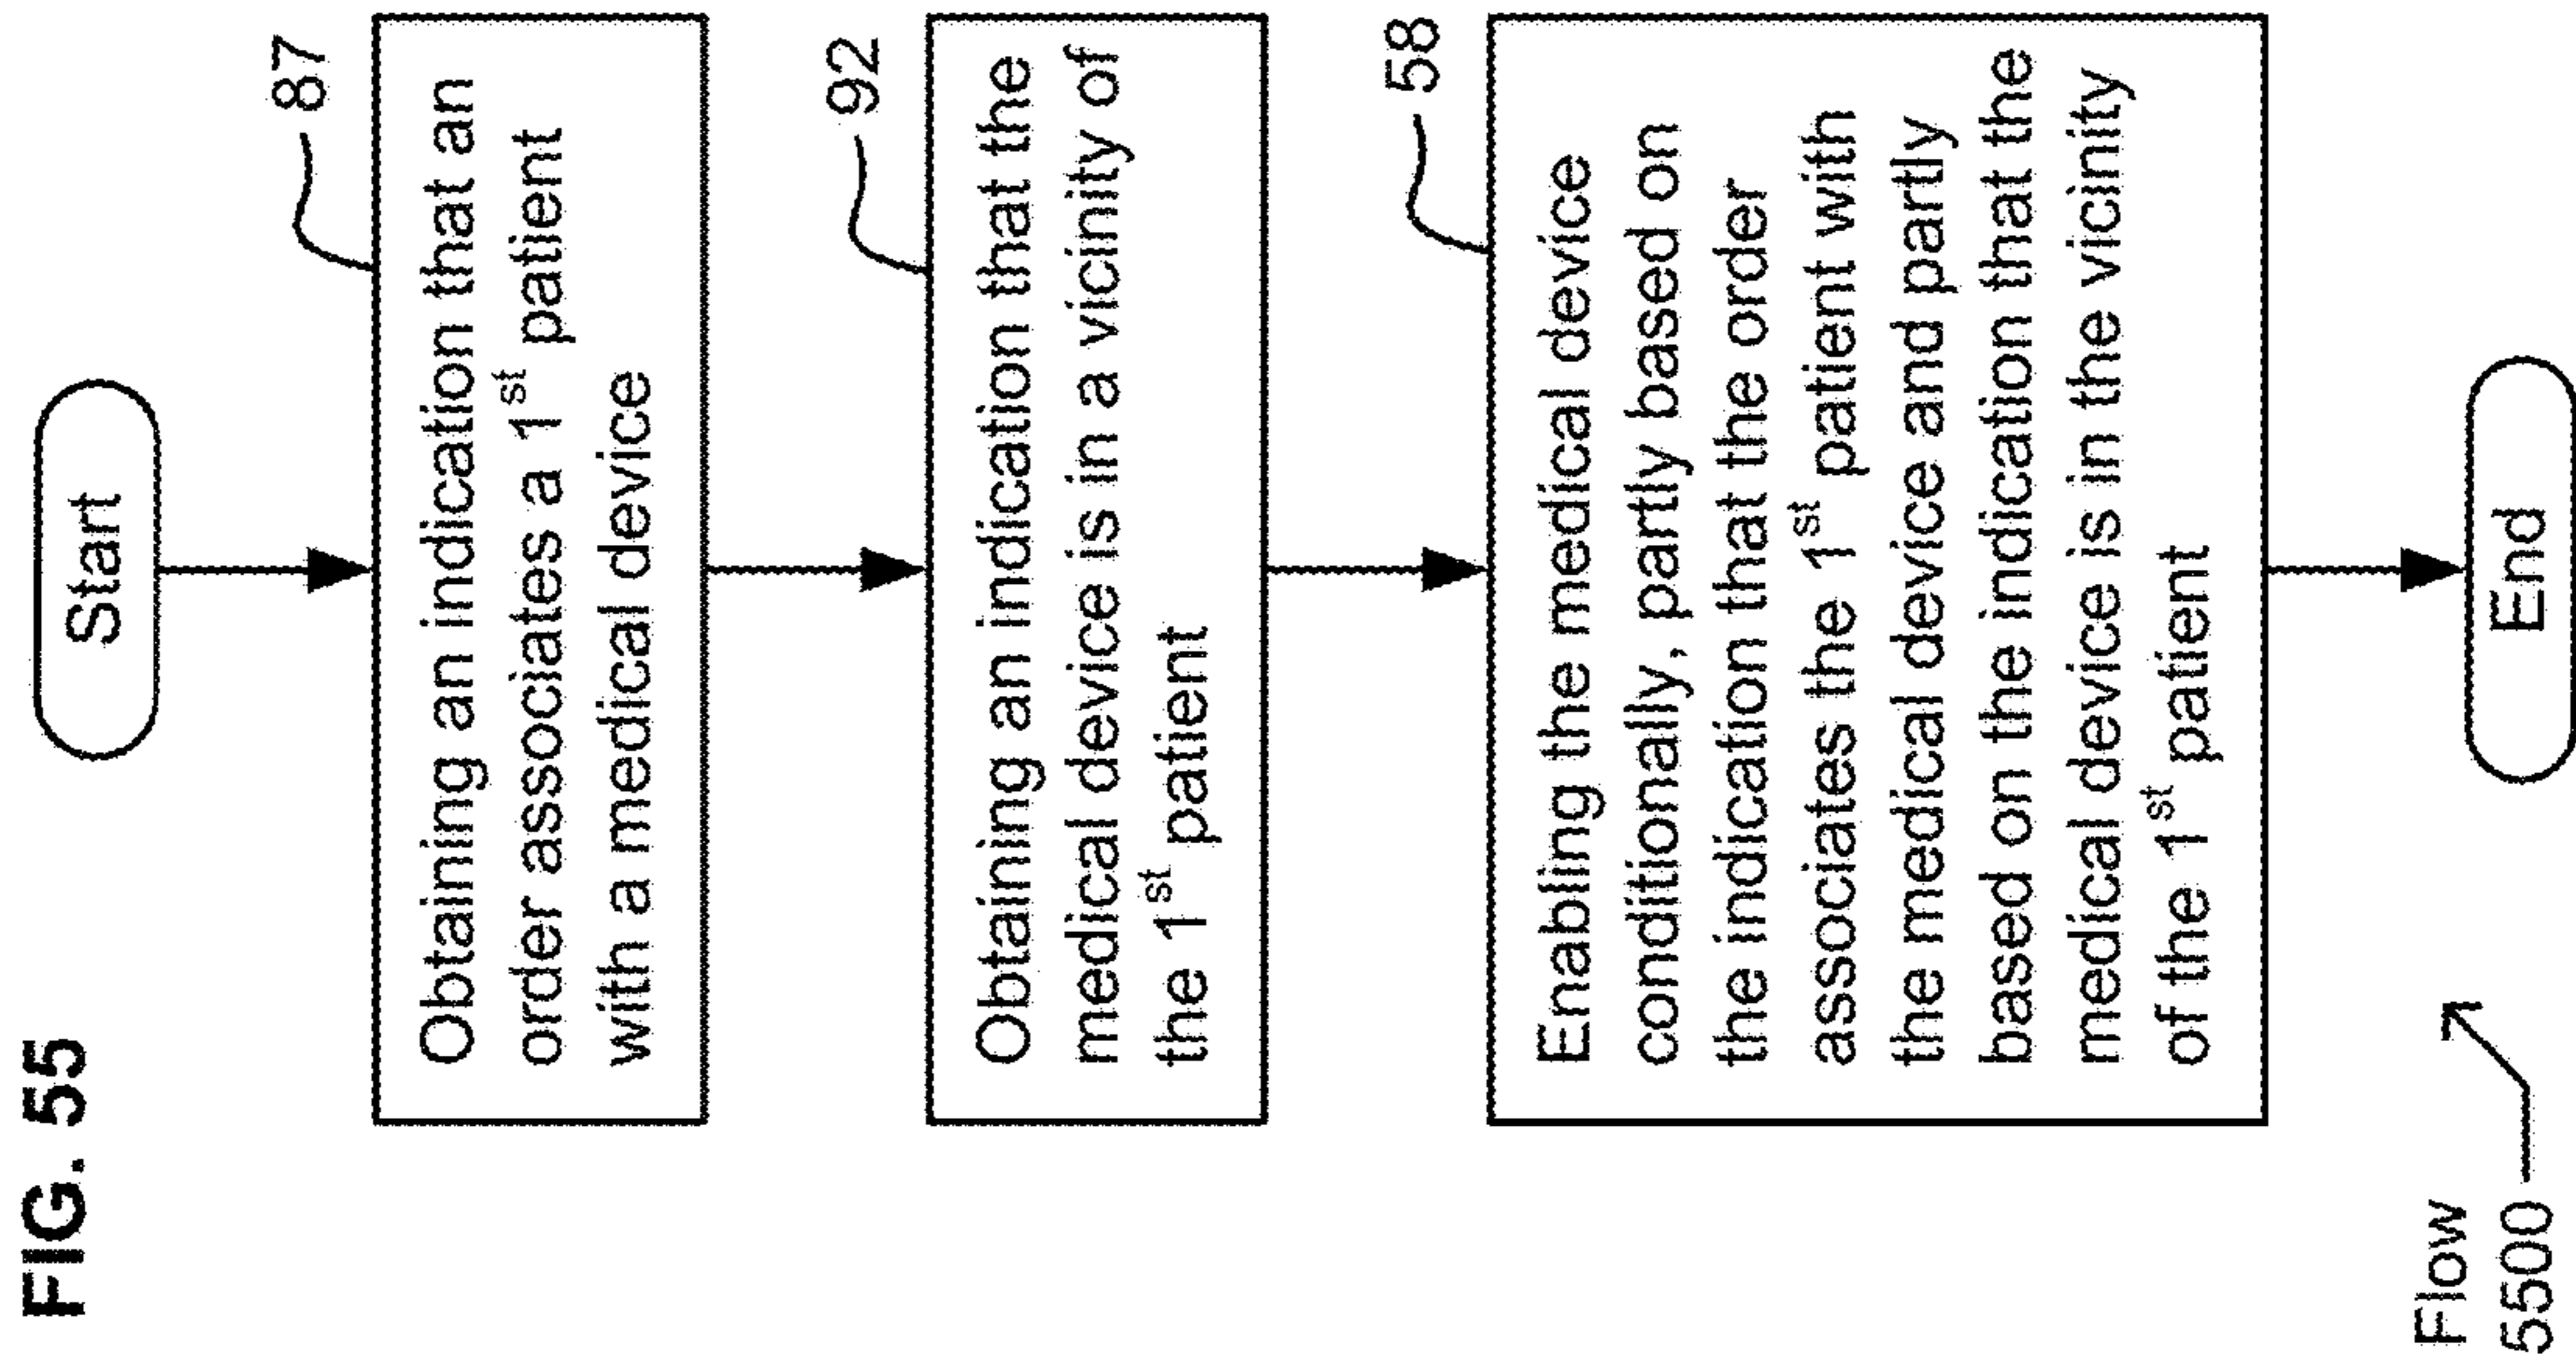 FIG. 55
Start
87
Obtaining an indication that an
order associates a 1st patient
with a medical device
92
Obtaining an indication that the
medical device is in a vicinity of
the 1st patient
58
Enabling the medical device
conditionally, partly based on
the indication that the order
associates the 1st patient with
the medical device and partly
based on the indication that the
medical device is in the vicinity
of the 1st patient
Flow
5500
End